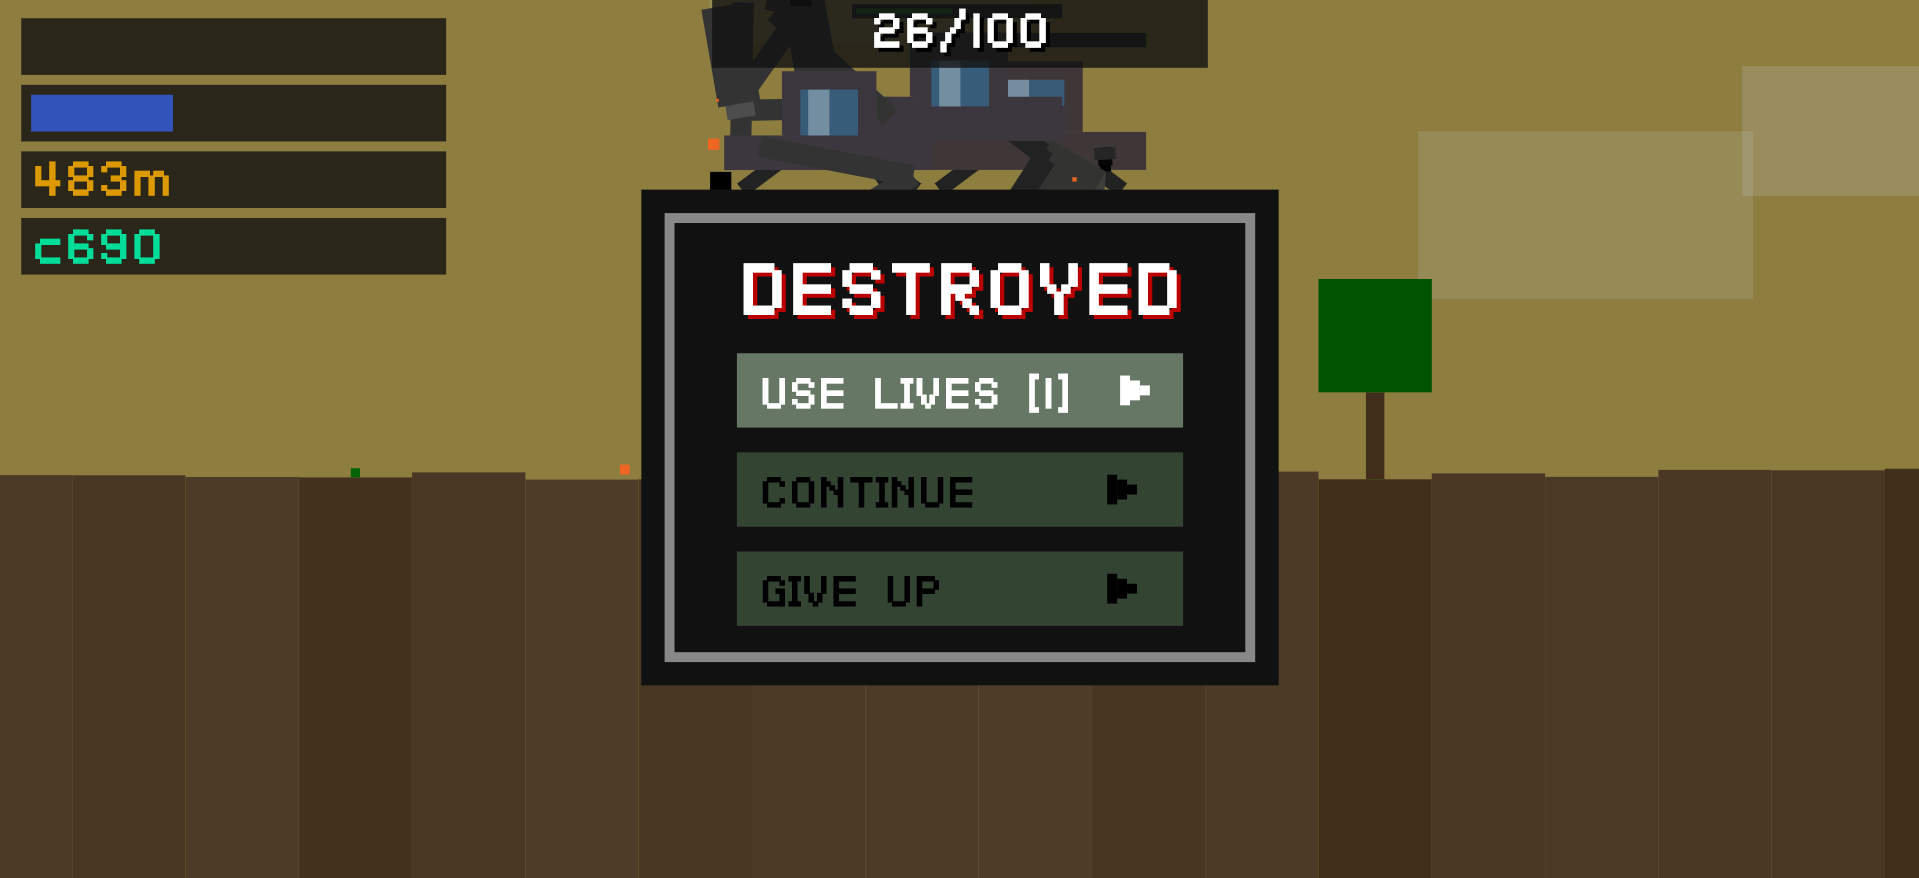 26/100
483m
c690
DESTROYED
USE LIVES [1]
CONTINUE
GIVE UP